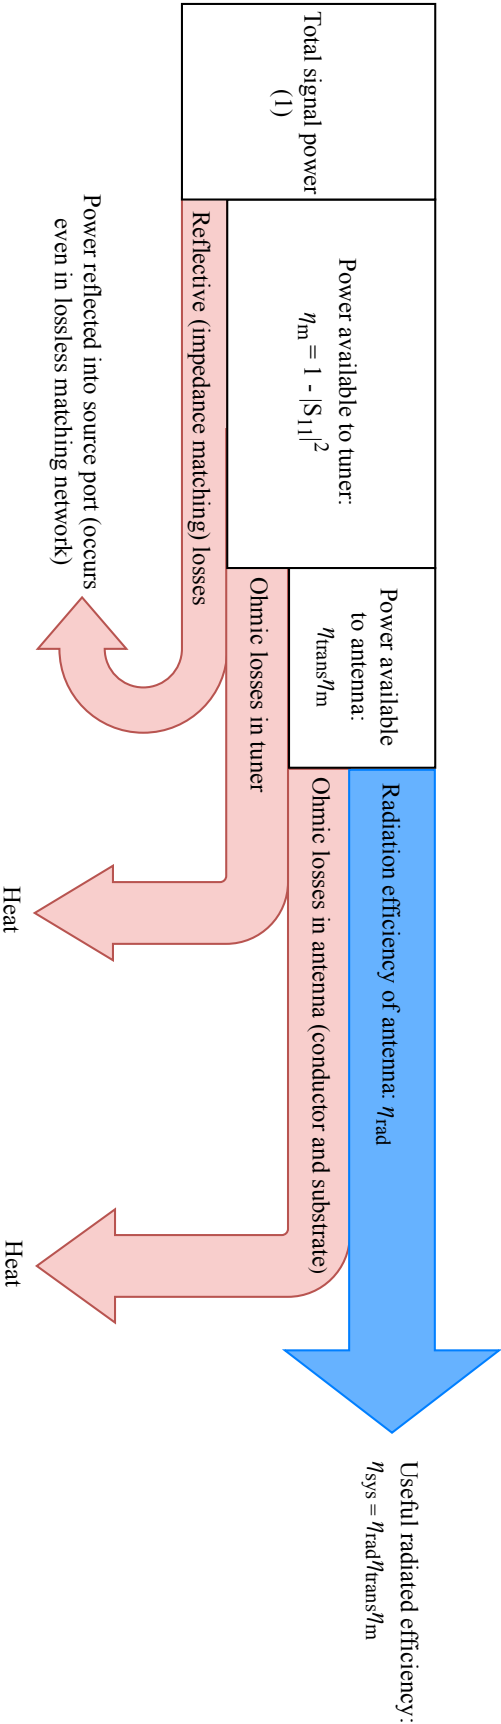 Total signal power
(1)
Power available to tuner:
ηm = 1 - |S11|²
Power available
to antenna:
ηtransηm
Radiation efficiency of antenna: ηrad
Useful radiated efficiency:
ηsys = ηradηtransηm
Ohmic losses in antenna (conductor and substrate)
Ohmic losses in tuner
Reflective (impedance matching) losses
Power reflected into source port (occurs
even in lossless matching network)
Heat
Heat